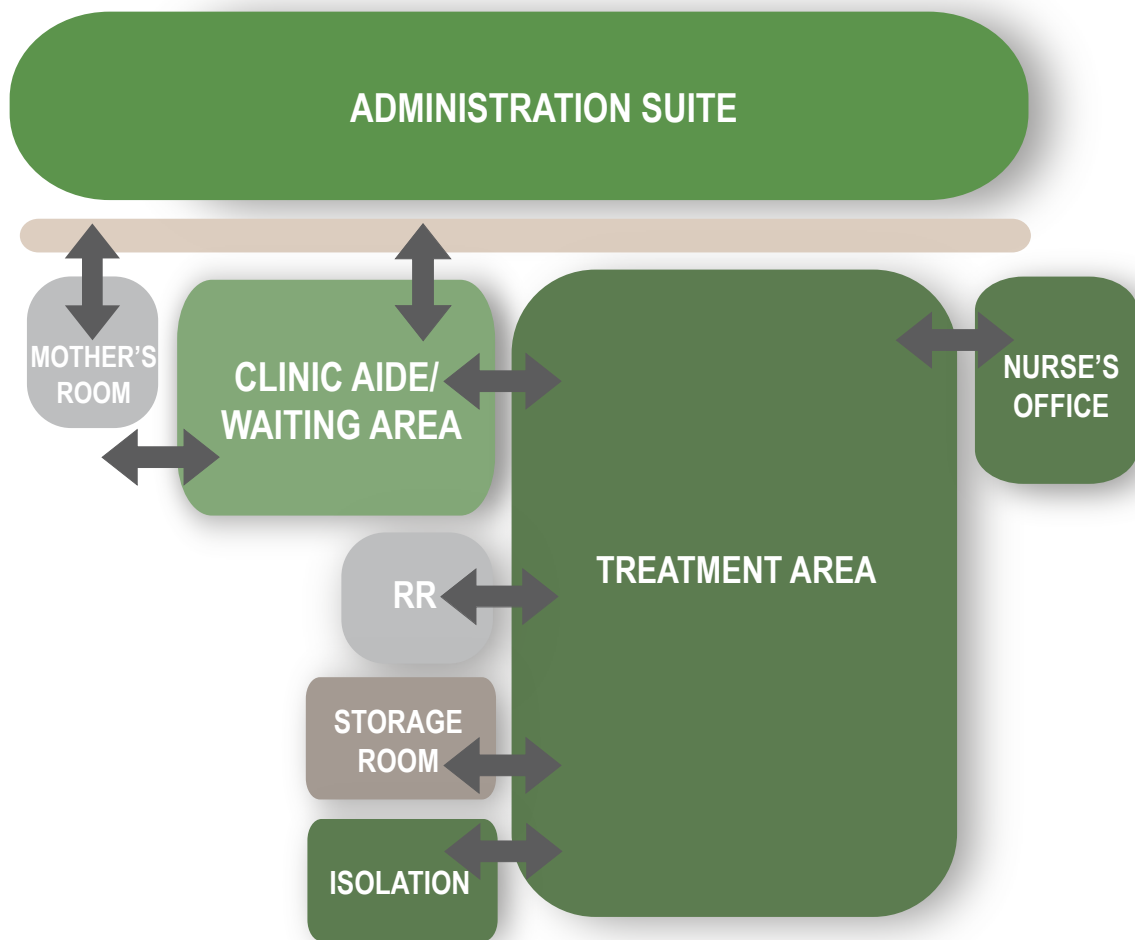 ADMINISTRATION SUITE
MOTHER'S
ROOM
CLINIC AIDE/
WAITING AREA
NURSE'S
OFFICE
TREATMENT AREA
RR
STORAGE
ROOM
ISOLATION